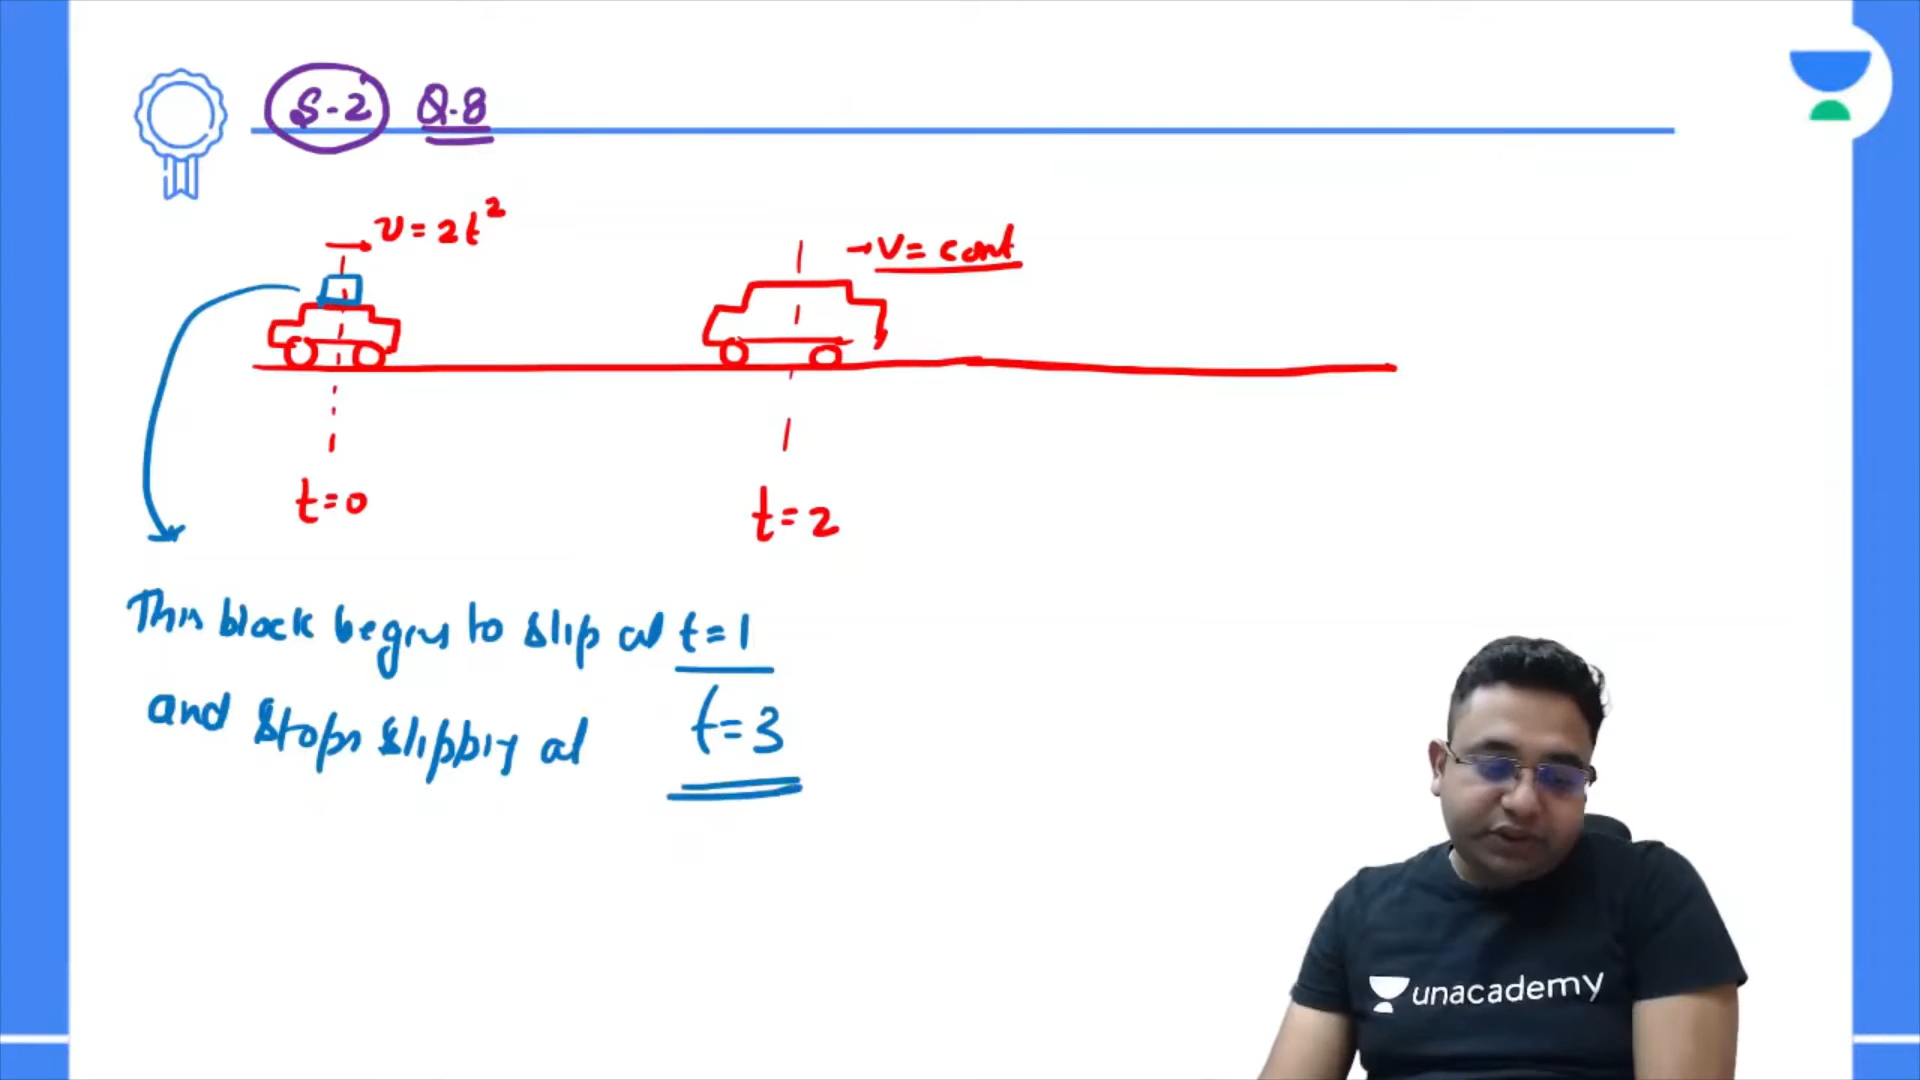 S-2 Q.8
v = 2t²
→ V = const
t=0
t=2
This block begins to slip at t=1
and stops slipping at t=3
unacademy